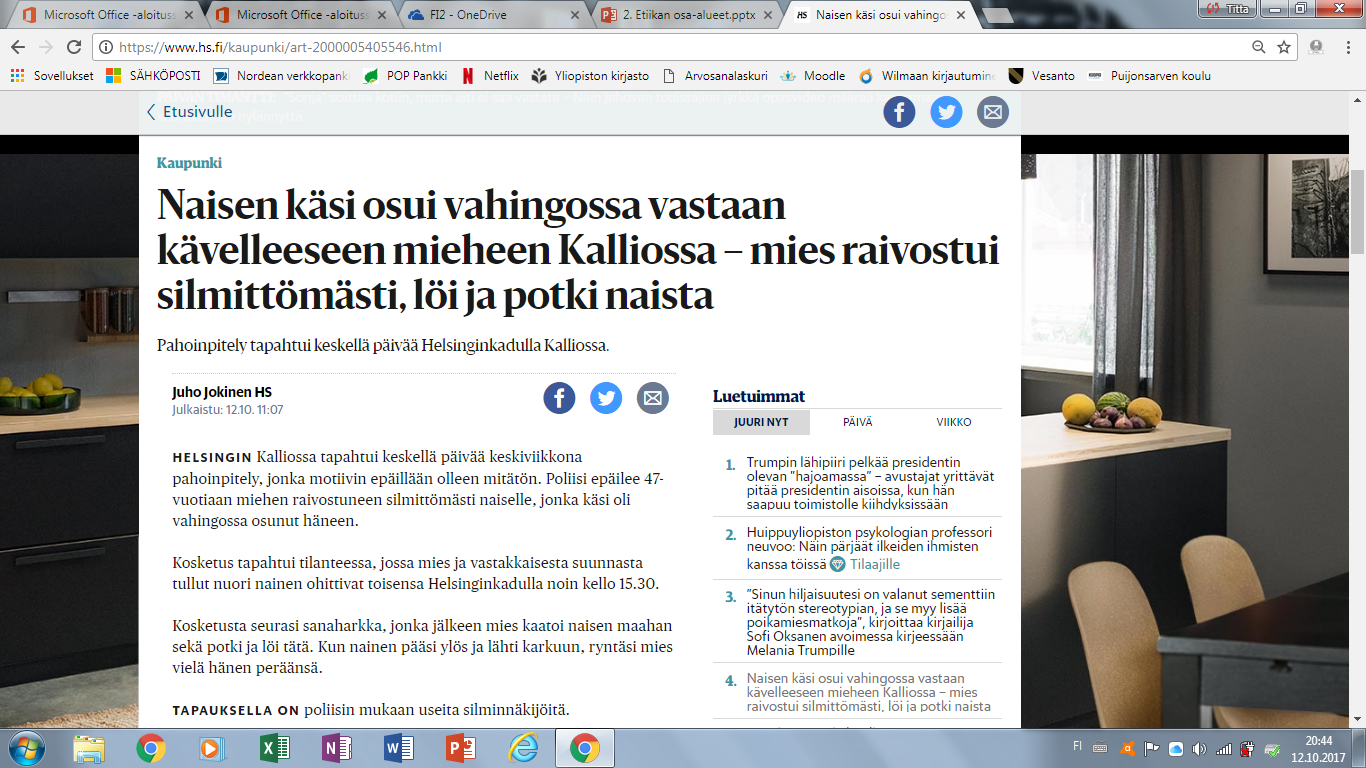 Microsoft Office -aloituss
Microsoft Office -aloituss
FI2 - OneDrive
2. Etiikan osa-alueet.pptx
HS Naisen käsi osui vahingo
Titta
https://www.hs.fi/kaupunki/art-2000005405546.html
Sovellukset
SÄHKÖPOSTI
Nordean verkkopank
POP Pankki
Netflix
Yliopiston kirjasto
Arvosanalaskuri
Moodle
Wilmaan kirjautumine
Vesanto
Puijonsarven koulu
Etusivulle
Kaupunki
Naisen käsi osui vahingossa vastaan
kävelleeseen mieheen Kalliossa – mies raivostui
silmittömästi, löi ja potki naista
Pahoinpitely tapahtui keskellä päivää Helsinginkadulla Kalliossa.
Juho Jokinen HS
Julkaistu: 12.10. 11:07
HELSINGIN Kalliossa tapahtui keskellä päivää keskiviikkona
pahoinpitely, jonka motiivin epäillään olleen mitätön. Poliisi epäilee 47-
vuotiaan miehen raivostuneen silmittömästi naiselle, jonka käsi oli
vahingossa osunut häneen.
Kosketus tapahtui tilanteessa, jossa mies ja vastakkaisesta suunnasta
tullut nuori nainen ohittivat toisensa Helsinginkadulla noin kello 15.30.
Kosketusta seurasi sanaharkka, jonka jälkeen mies kaatoi naisen maahan
sekä potki ja löi tätä. Kun nainen pääsi ylös ja lähti karkuun, ryntäsi mies
vielä hänen peräänsä.
TAPAUKSELLA ON poliisin mukaan useita silminnäkijöitä.
Luetuimmat
JUURI NYT
PÄIVÄ
VIIKKO
1. Trumpin lähipiiri pelkää presidentin
olevan ”hajoamassa” – avustajat yrittävät
pitää presidentin aisoissa, kun hän
saapuu toimistolle kiihdyksissään
2. Huippuyliopiston psykologian professori
neuvoo: Näin pärjäät ilkeiden ihmisten
kanssa töissä Tilaajille
3. ”Sinun hiljaisuutesi on valanut sementtiin
itätytön stereotypian, ja se myy lisää
poikamiesmatkoja”, kirjoittaa kirjailija
Sofi Oksanen avoimessa kirjeessään
Melania Trumpille
4. Naisen käsi osui vahingossa vastaan
kävelleeseen mieheen Kalliossa – mies
raivostui silmittömästi, löi ja potki naista
FI
20:44
12.10.2017